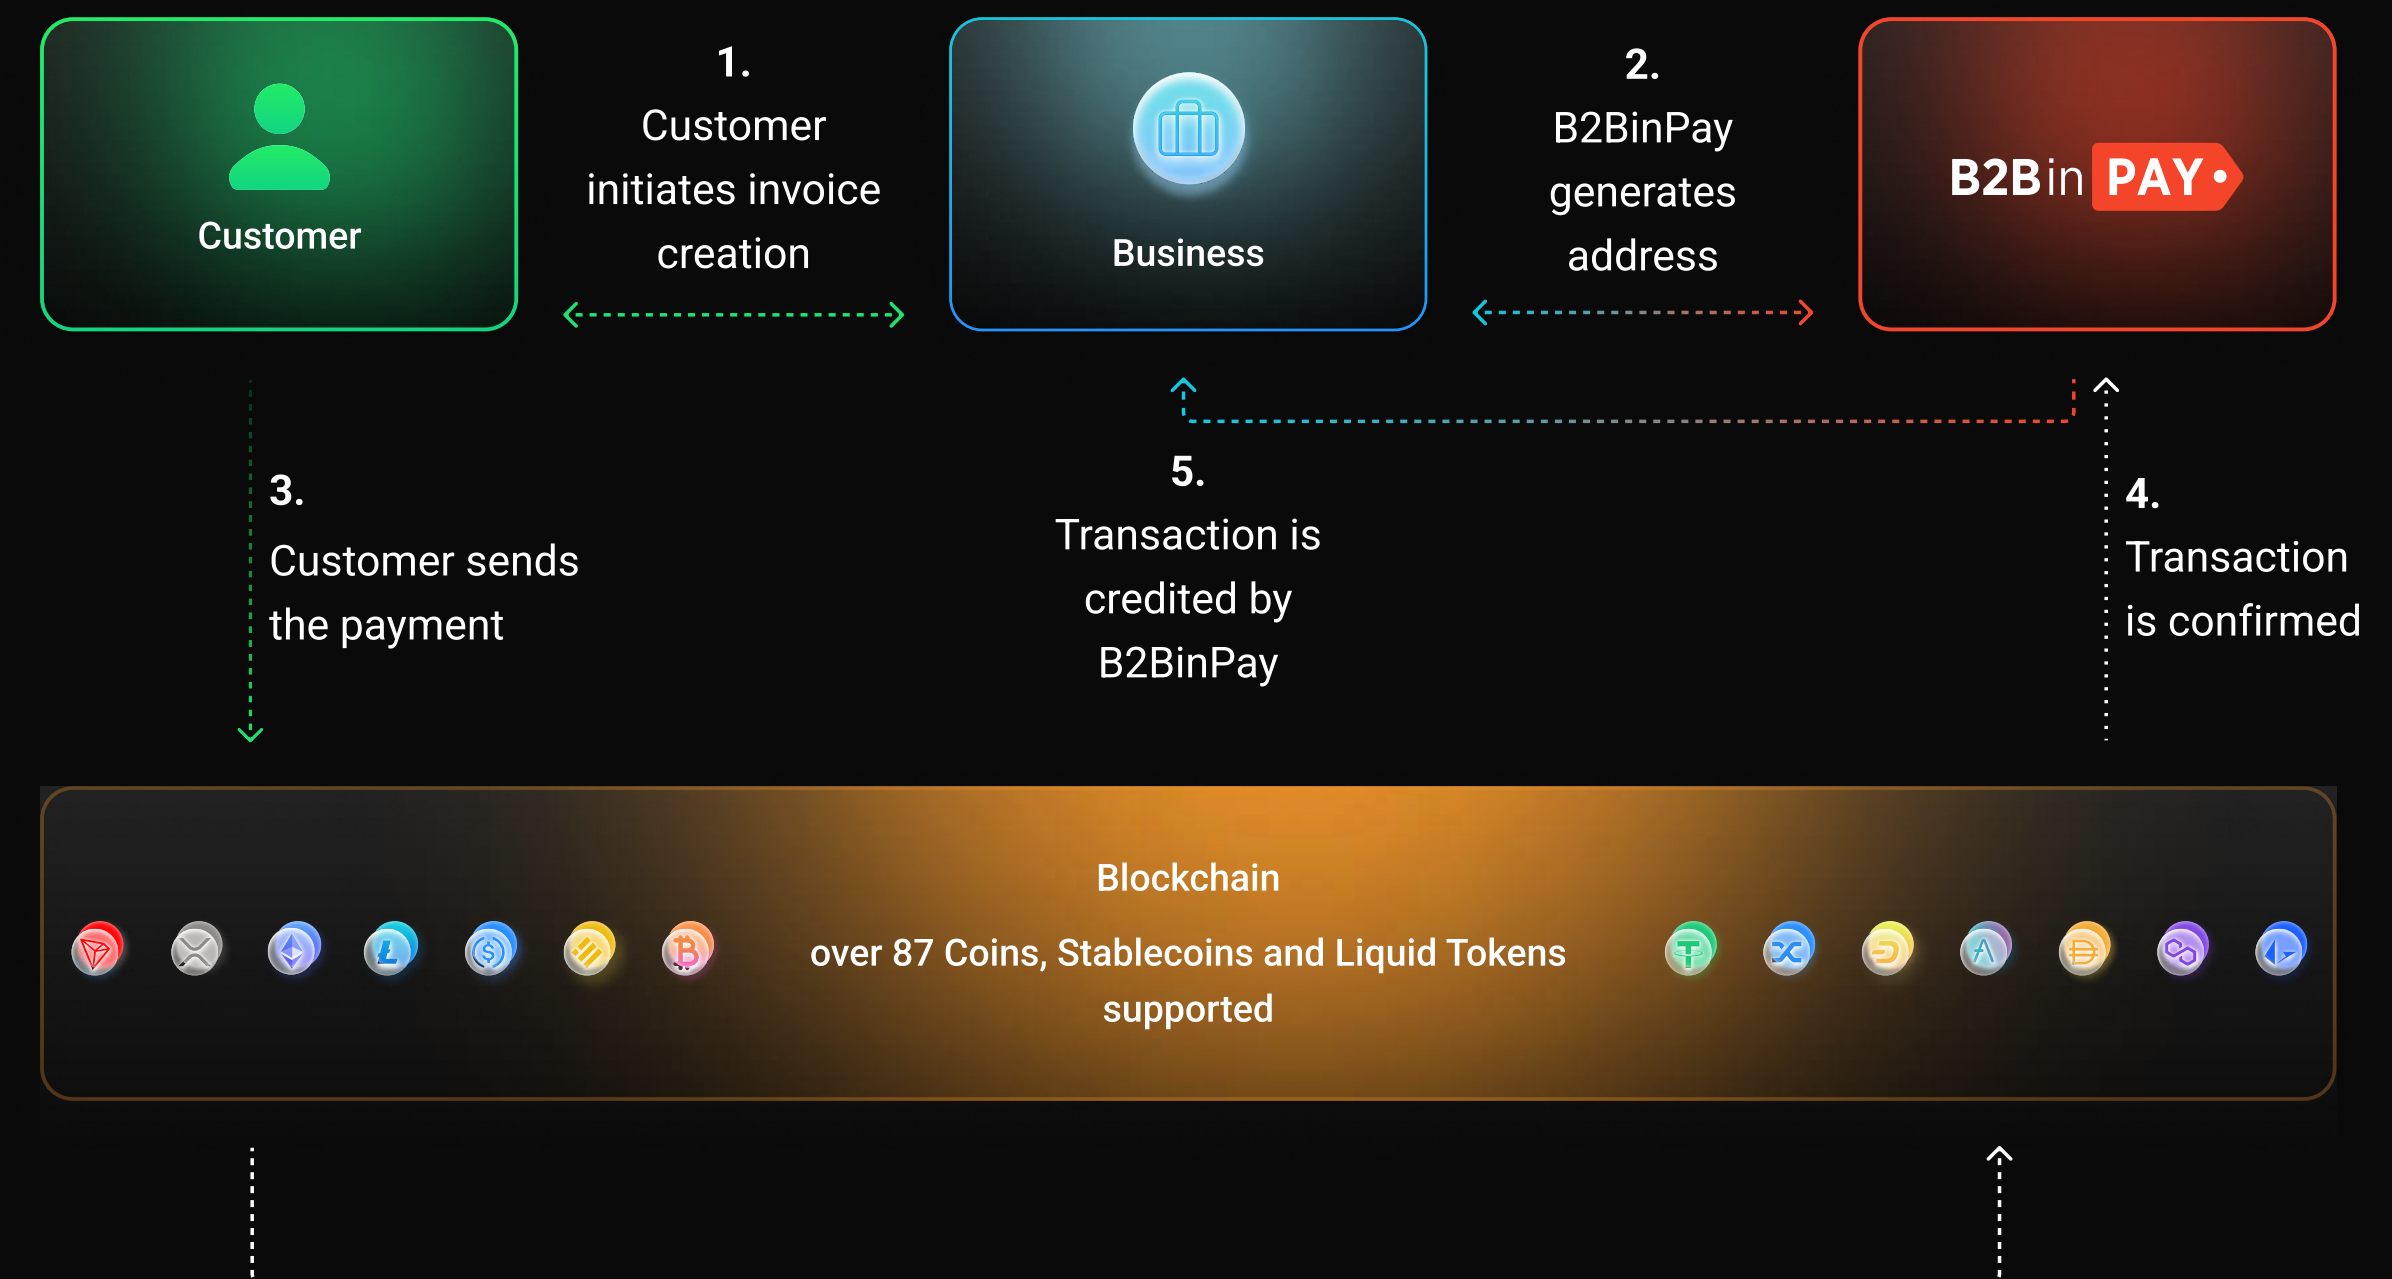 Customer
1.
Customer
initiates invoice
creation
Business
2.
B2BinPay
generates
address
B2Bin PAY
3.
Customer sends
the payment
5.
Transaction is
credited by
B2BinPay
4.
Transaction
is confirmed
Blockchain
over 87 Coins, Stablecoins and Liquid Tokens
supported